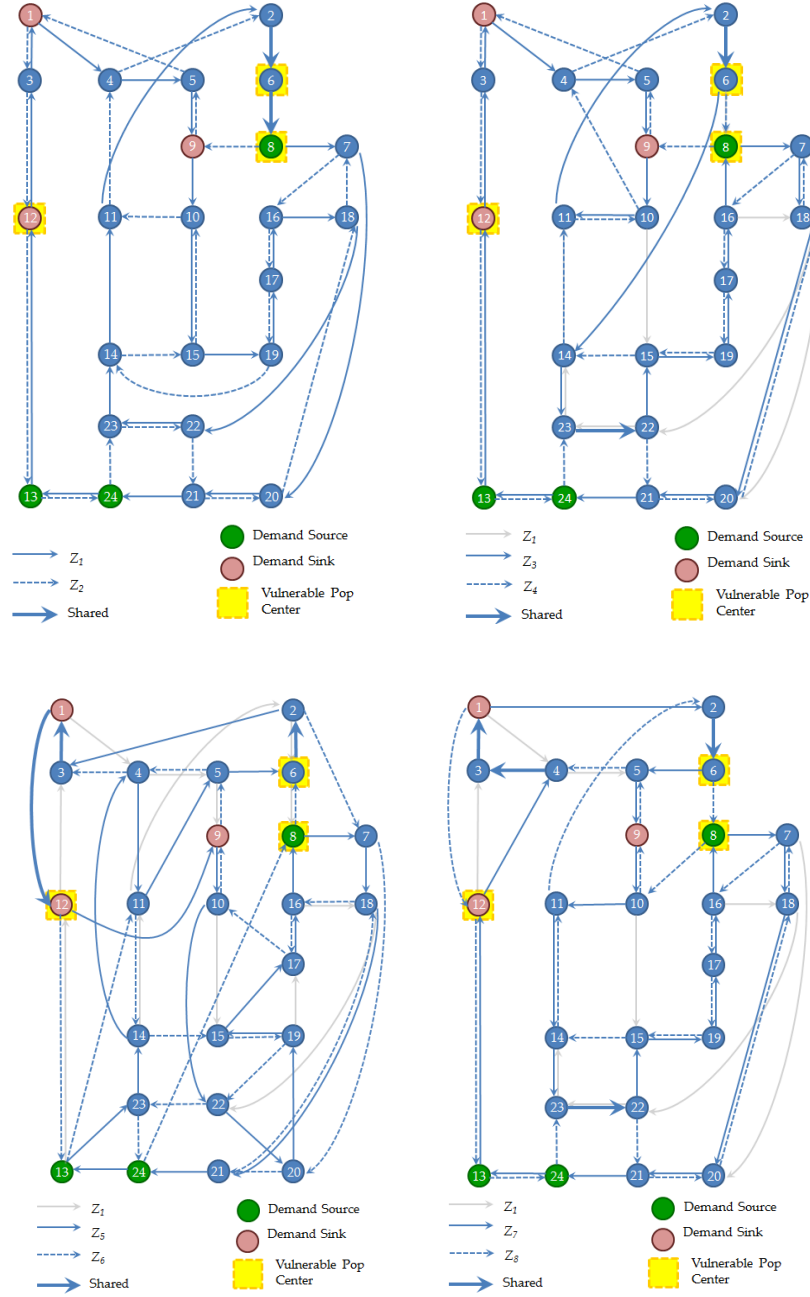 1 2
3 4 5 6
9 8 7
12 11 10 16 18
17
14 15 19
23 22
13 24 21 20
Z1
Z2
Shared
Demand Source
Demand Sink
Vulnerable Pop
Center
1 2
3 4 5 6
9 8 7
12 11 10 16 18
17
14 15 19
23 22
13 24 21 20
Z1
Z3
Z4
Shared
Demand Source
Demand Sink
Vulnerable Pop
Center
1 2
3 4 5 6
9 8 7
12 11 10 16 18
17
14 15 19
23 22
13 24 21 20
Z1
Z5
Z6
Shared
Demand Source
Demand Sink
Vulnerable Pop
Center
1 2
3 4 5 6
9 8 7
12 11 10 16 18
17
14 15 19
23 22
13 24 21 20
Z1
Z7
Z8
Shared
Demand Source
Demand Sink
Vulnerable Pop
Center